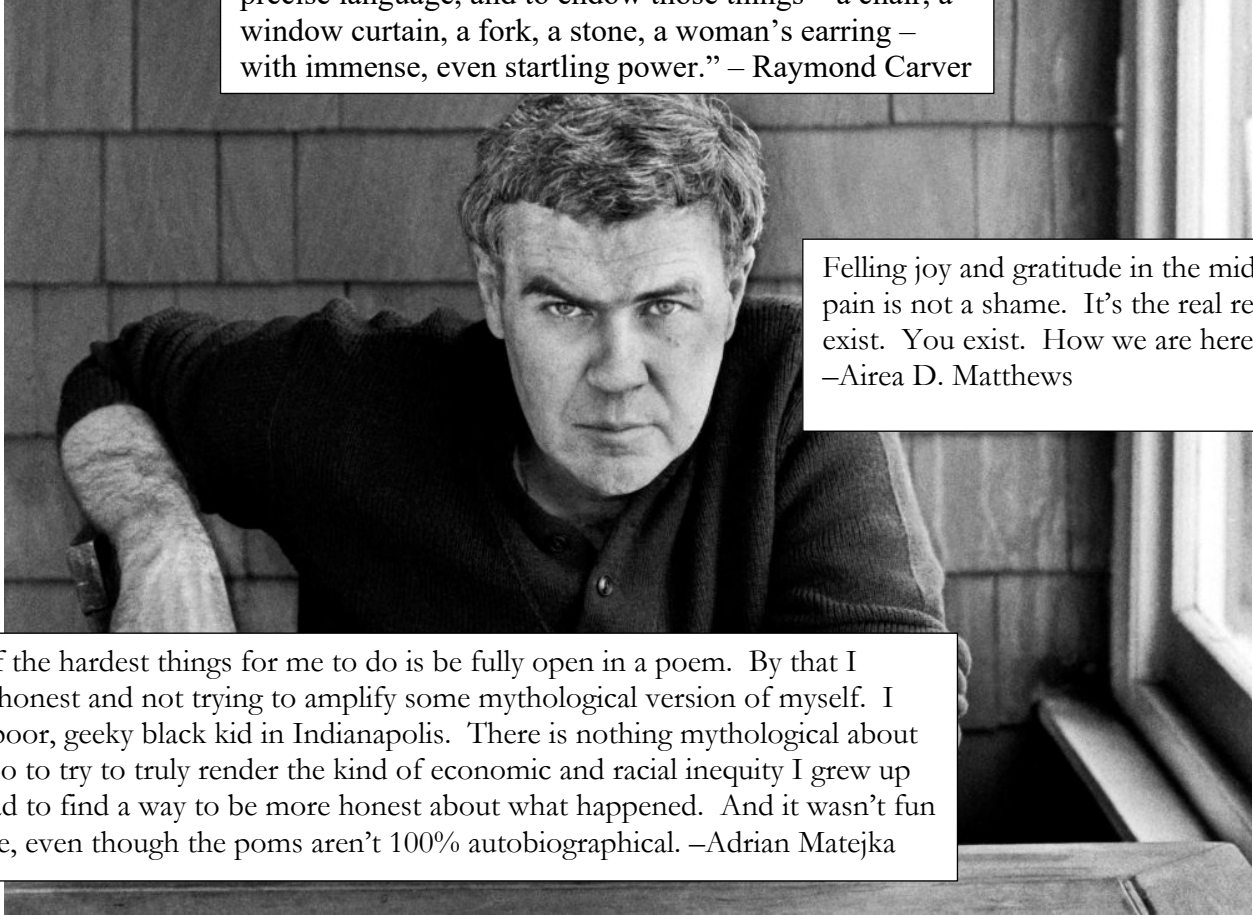 precise language, and to endow those things – a chair, a
window curtain, a fork, a stone, a woman’s earring –
with immense, even startling power.” – Raymond Carver
Felling joy and gratitude in the mid
pain is not a shame.  It’s the real re
exist.  You exist.  How we are here
–Airea D. Matthews
f the hardest things for me to do is be fully open in a poem.  By that I
honest and not trying to amplify some mythological version of myself.  I
poor, geeky black kid in Indianapolis.  There is nothing mythological about
o to try to truly render the kind of economic and racial inequity I grew up
d to find a way to be more honest about what happened.  And it wasn’t fun
e, even though the poms aren’t 100% autobiographical. –Adrian Matejka